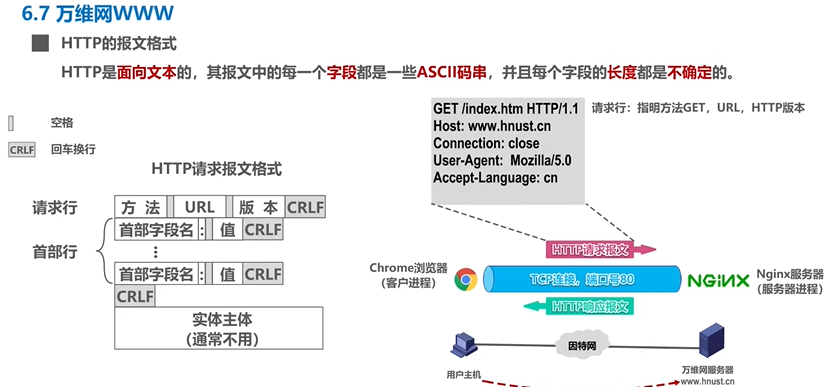 6.7 万维网WWW
HTTP的报文格式
HTTP是面向文本的，其报文中的每一个字段都是一些ASCII码串，并且每个字段的长度都是不确定的。
空格
CRLF 回车换行
HTTP请求报文格式
请求行 方 法 URL 版 本 CRLF
首部行
首部字段名 : 值 CRLF
⋮
首部字段名 : 值 CRLF
CRLF
实体主体
（通常不用）
GET /index.htm HTTP/1.1
Host: www.hnust.cn
Connection: close
User-Agent: Mozilla/5.0
Accept-Language: cn
请求行：指明方法GET，URL，HTTP版本
HTTP请求报文
Chrome浏览器
（客户进程）
TCP连接，端口号80
NGINX
Nginx服务器
（服务器进程）
HTTP响应报文
因特网
用户主机
万维网服务器
www.hnust.cn